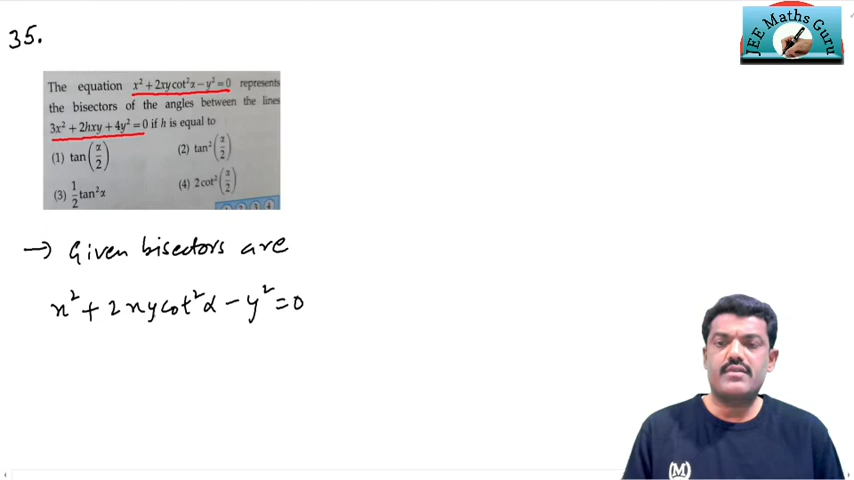 35.
JEE Maths Guru
The equation x² + 2xy cot²α – y² = 0 represents
the bisectors of the angles between the lines
3x² + 2hxy + 4y² = 0 if h is equal to
(1) tan(α/2)
(2) tan²(α/2)
(3) 1/2 tan²α
(4) 2cot²(α/2)
→ Given bisectors are
x² + 2xycot²α – y² = 0
(M)